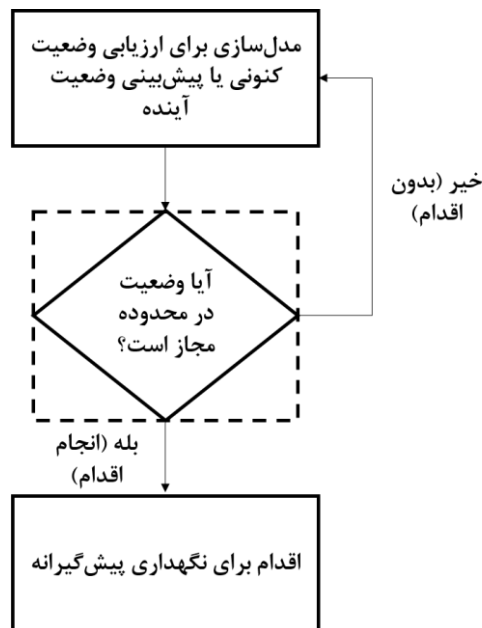 مدل‌سازی برای ارزیابی وضعیت
کنونی یا پیش‌بینی وضعیت
آینده
خیر (بدون
اقدام)
آیا وضعیت
در محدوده
مجاز است؟
بله (انجام
اقدام)
اقدام برای نگهداری پیش‌گیرانه